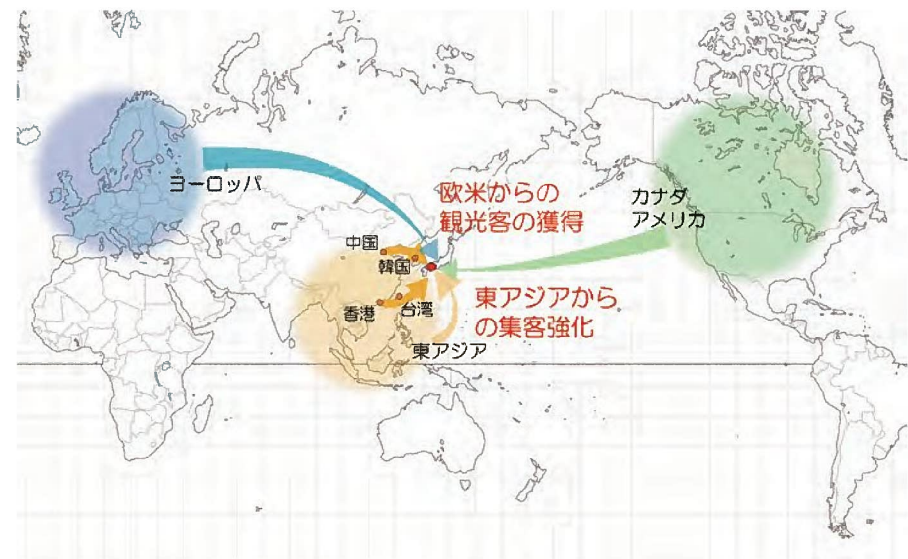 ヨーロッパ
欧米からの
観光客の獲得
カナダ
アメリカ
中国
韓国
香港
台湾
東アジアから
の集客強化
東アジア